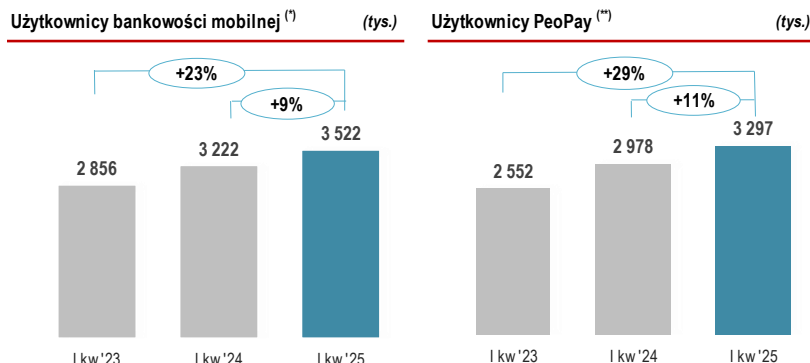 Użytkownicy bankowości mobilnej (*) (tys.)
+23%
+9%
2 856
3 222
3 522
I kw '23
I kw '24
I kw '25
Użytkownicy PeoPay (**) (tys.)
+29%
+11%
2 552
2 978
3 297
I kw '23
I kw '24
I kw '25